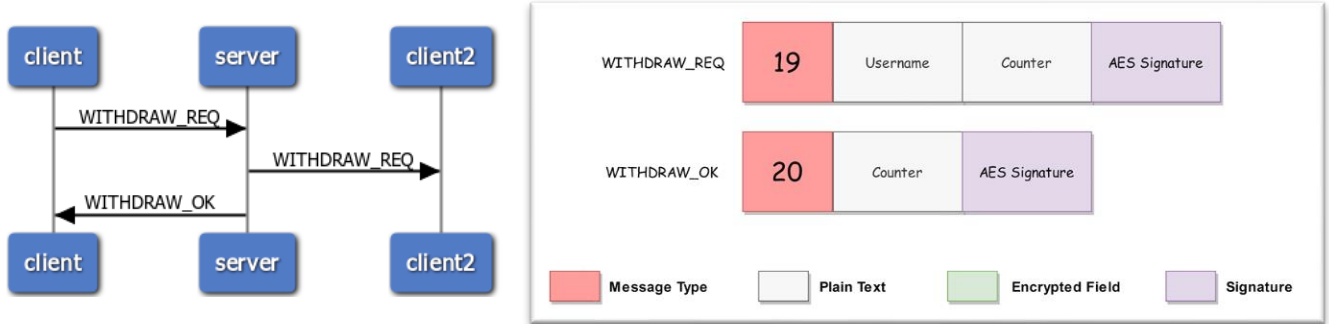 client server client2
WITHDRAW_REQ
WITHDRAW_REQ
WITHDRAW_OK
client server client2
WITHDRAW_REQ 19 Username Counter AES Signature
WITHDRAW_OK 20 Counter AES Signature
Message Type Plain Text Encrypted Field Signature